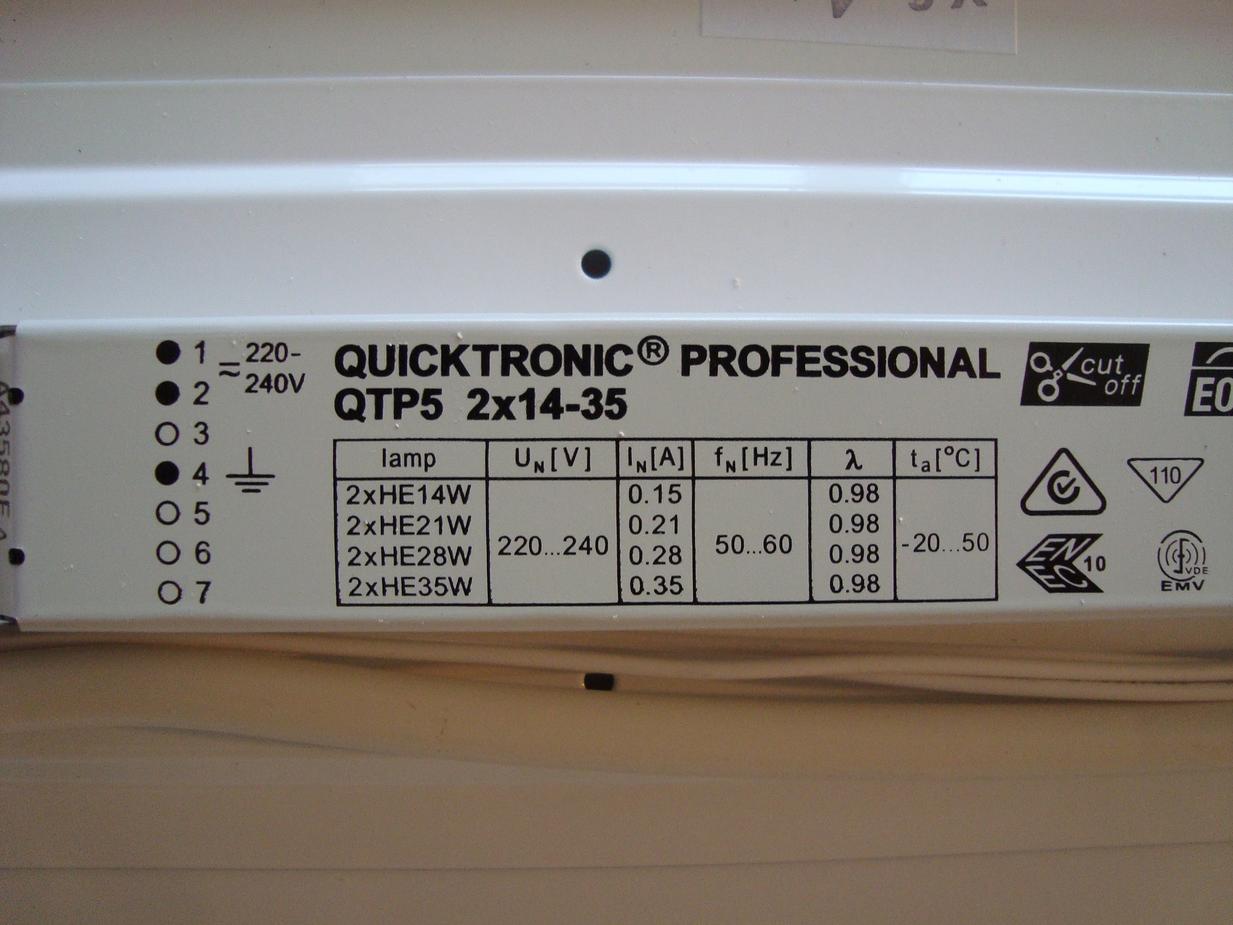 1 220-
2 240V
3
4
5
6
7
QUICKTRONIC® PROFESSIONAL
QTP5 2x14-35
lamp U_N[V] I_N[A] f_N[Hz] λ t_a[°C]
2xHE14W 0.15 0.98
2xHE21W 0.21 0.98
220...240 50...60 -20...50
2xHE28W 0.28 0.98
2xHE35W 0.35 0.98
cut
off
110
ENEC 10
VDE
EMV